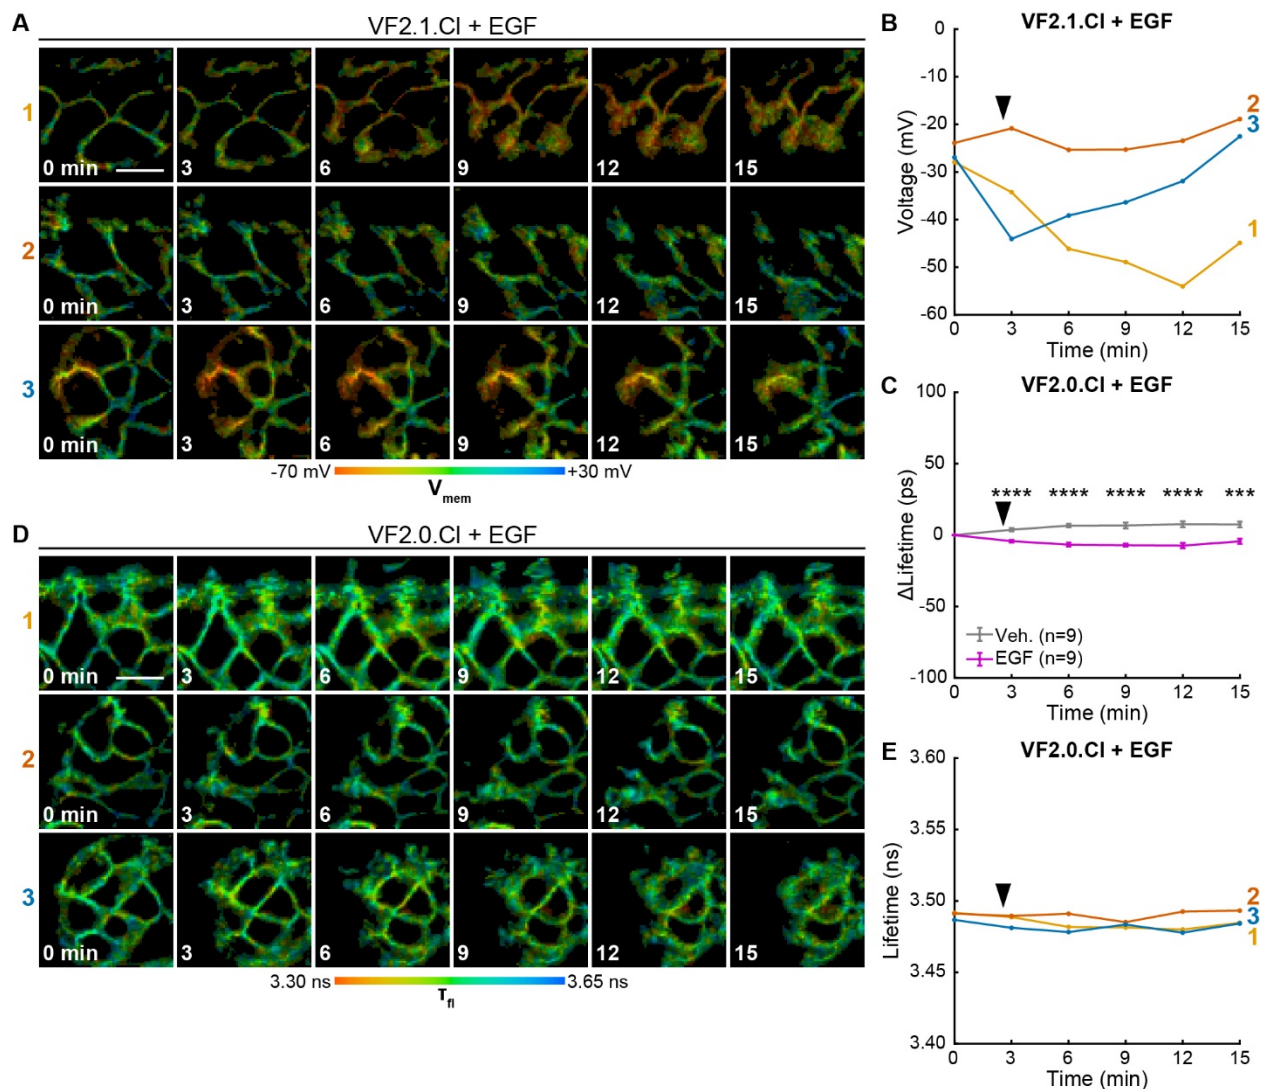 A
VF2.1.Cl + EGF
1
0 min
3
6
9
12
15
2
0 min
3
6
9
12
15
3
0 min
3
6
9
12
15
-70 mV
+30 mV
Vmem
B
VF2.1.Cl + EGF
0
-10
-20
-30
-40
-50
-60
Voltage (mV)
2
3
1
0 3 6 9 12 15
Time (min)
C
VF2.0.Cl + EGF
100
50
0
-50
-100
ΔLifetime (ps)
**** **** **** **** ***
Veh. (n=9)
EGF (n=9)
0 3 6 9 12 15
Time (min)
D
VF2.0.Cl + EGF
1
0 min
3
6
9
12
15
2
0 min
3
6
9
12
15
3
0 min
3
6
9
12
15
3.30 ns
3.65 ns
τfl
E
VF2.0.Cl + EGF
3.60
3.55
3.50
3.45
3.40
Lifetime (ns)
2
3
1
0 3 6 9 12 15
Time (min)